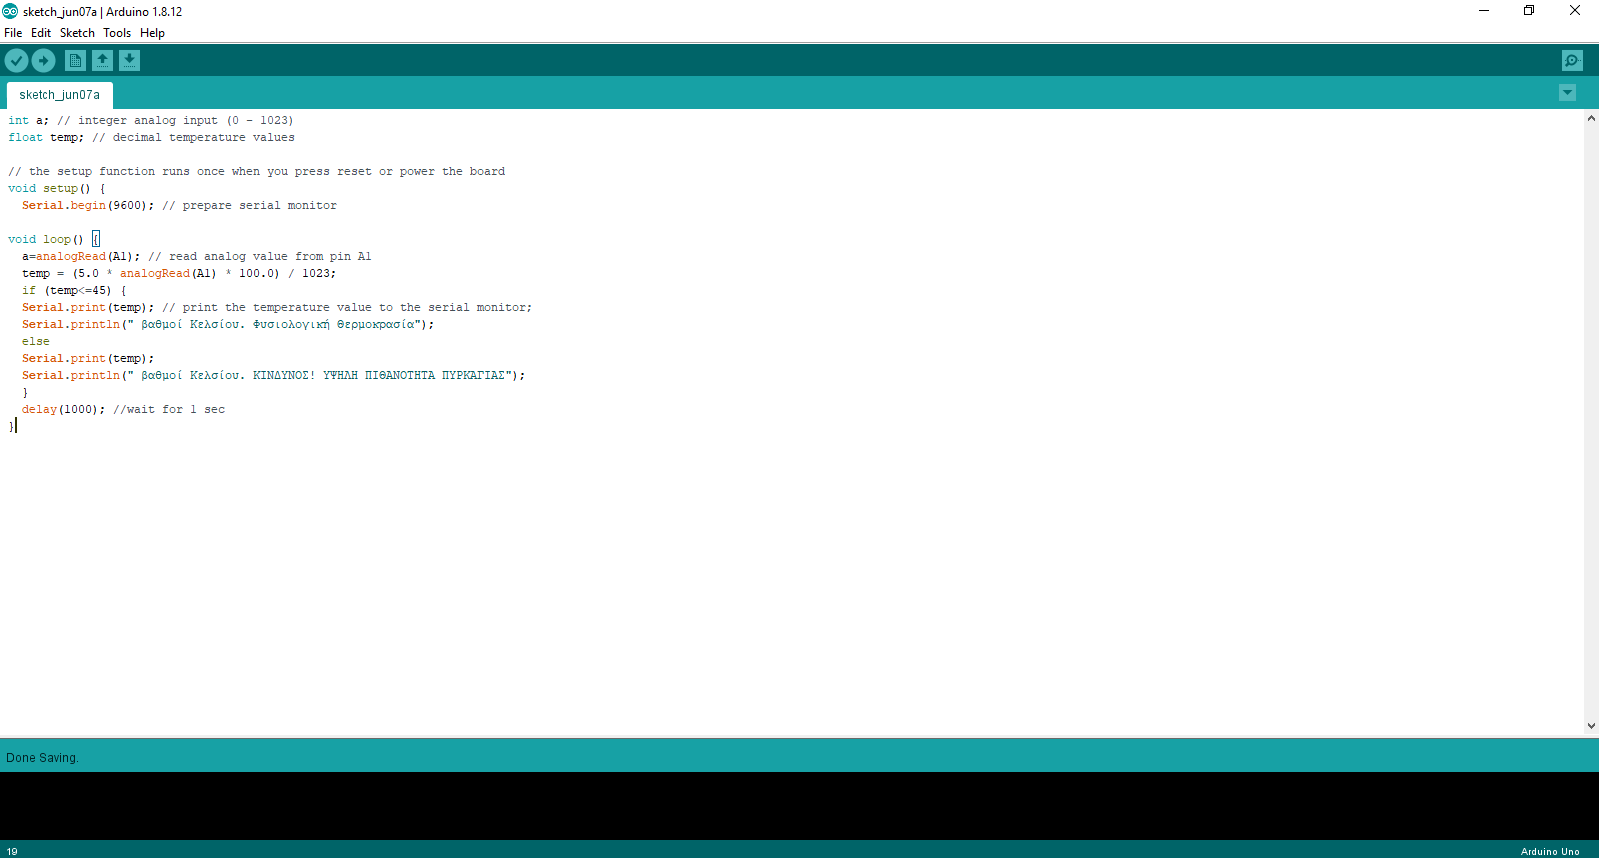 sketch_jun07a | Arduino 1.8.12
File Edit Sketch Tools Help
sketch_jun07a
int a; // integer analog input (0 - 1023)
float temp; // decimal temperature values
// the setup function runs once when you press reset or power the board
void setup() {
Serial.begin(9600); // prepare serial monitor
void loop() {
a=analogRead(A1); // read analog value from pin A1
temp = (5.0 * analogRead(A1) * 100.0) / 1023;
if (temp<=45) {
Serial.print(temp); // print the temperature value to the serial monitor;
Serial.println(" βαθμοί Κελσίου. Φυσιολογική θερμοκρασία");
else
Serial.print(temp);
Serial.println(" βαθμοί Κελσίου. ΚΙΝΔΥΝΟΣ! ΥΨΗΛΗ ΠΙΘΑΝΟΤΗΤΑ ΠΥΡΚΑΓΙΑΣ");
}
delay(1000); //wait for 1 sec
}
Done Saving.
19 Arduino Uno